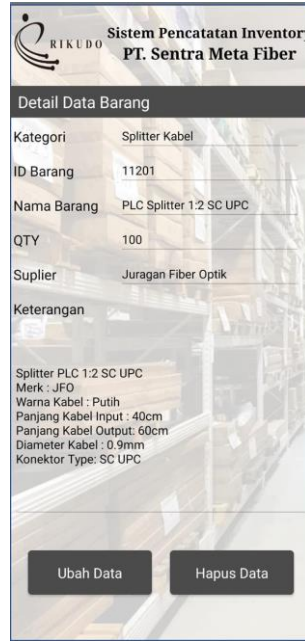 RIKUDO
Sistem Pencatatan Inventory
PT. Sentra Meta Fiber
Detail Data Barang
Kategori Splitter Kabel
ID Barang 11201
Nama Barang PLC Splitter 1:2 SC UPC
QTY 100
Suplier Juragan Fiber Optik
Keterangan
Splitter PLC 1:2 SC UPC
Merk : JFO
Warna Kabel : Putih
Panjang Kabel Input : 40cm
Panjang Kabel Output: 60cm
Diameter Kabel : 0.9mm
Konektor Type: SC UPC
Ubah Data Hapus Data